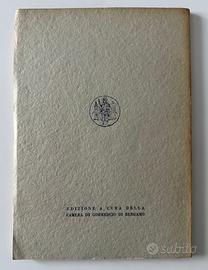 EDIZIONE A CURA DELLA
CAMERA DI COMMERCIO DI BERGAMO
subito